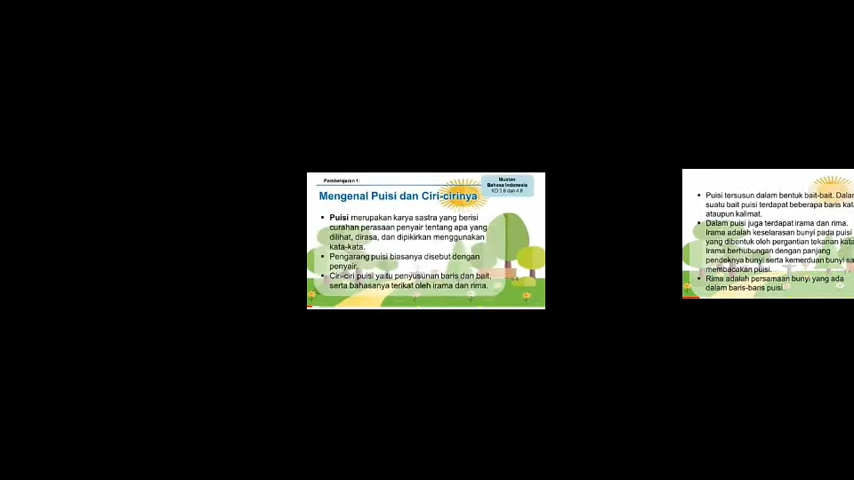 Pembelajaran 1:
Muatan
Bahasa Indonesia
KD 3.6 dan 4.6
Mengenal Puisi dan Ciri-cirinya
• Puisi merupakan karya sastra yang berisi
curahan perasaan penyair tentang apa yang
dilihat, dirasa, dan dipikirkan menggunakan
kata-kata.
• Pengarang puisi biasanya disebut dengan
penyair.
• Ciri-ciri puisi yaitu penyusunan baris dan bait,
serta bahasanya terikat oleh irama dan rima.
• Puisi tersusun dalam bentuk bait-bait. Dalam
suatu bait puisi terdapat beberapa baris kata
ataupun kalimat.
• Dalam puisi juga terdapat irama dan rima.
Irama adalah keselarasan bunyi pada puisi
yang dibentuk oleh pergantian tekanan kata
Irama berhubungan dengan panjang
pendeknya bunyi serta kemerduan bunyi sa
membacakan puisi.
• Rima adalah persamaan bunyi yang ada
dalam baris-baris puisi.